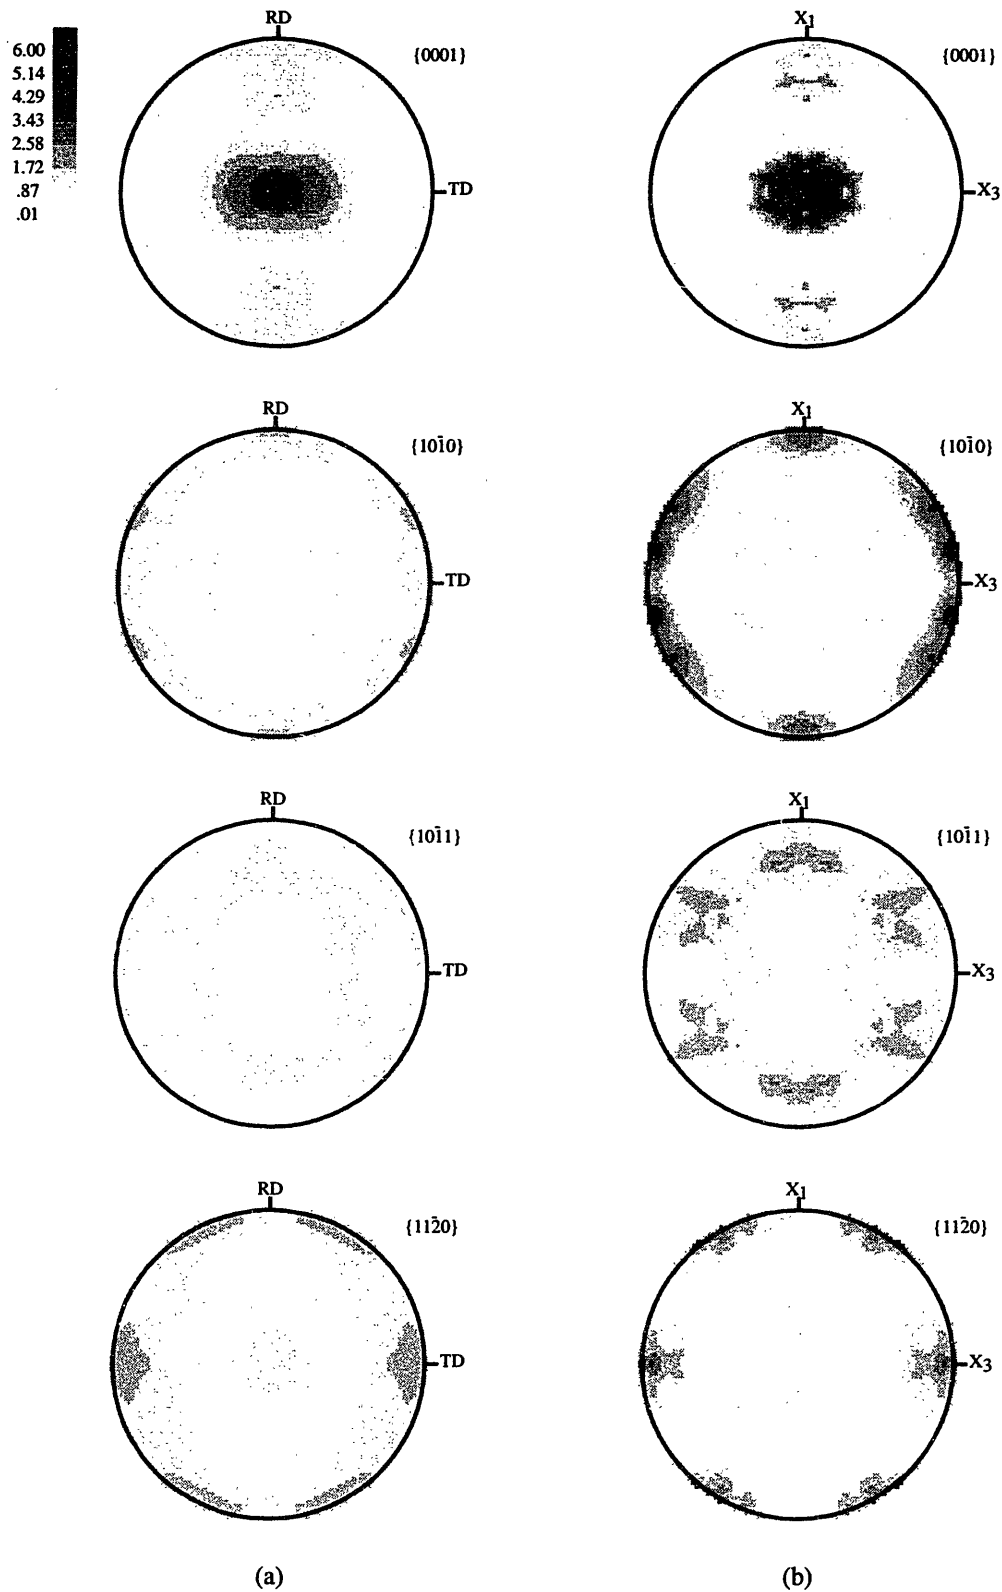 6.00
5.14
4.29
3.43
2.58
1.72
.87
.01
RD
{0001}
TD
X1
{0001}
X3
RD
{101̄0}
TD
X1
{101̄0}
X3
RD
{101̄1}
TD
X1
{101̄1}
X3
RD
{112̄0}
TD
X1
{112̄0}
X3
(a)
(b)